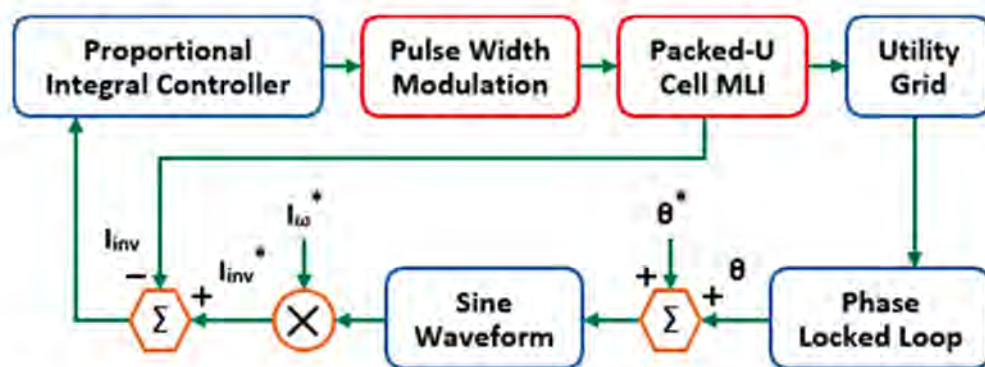 Proportional
Integral Controller
Pulse Width
Modulation
Packed-U
Cell MLI
Utility
Grid
Iω*
θ*
Iinv
Iinv*
θ
−
+
+
+
Σ
×
Sine
Waveform
Σ
Phase
Locked Loop